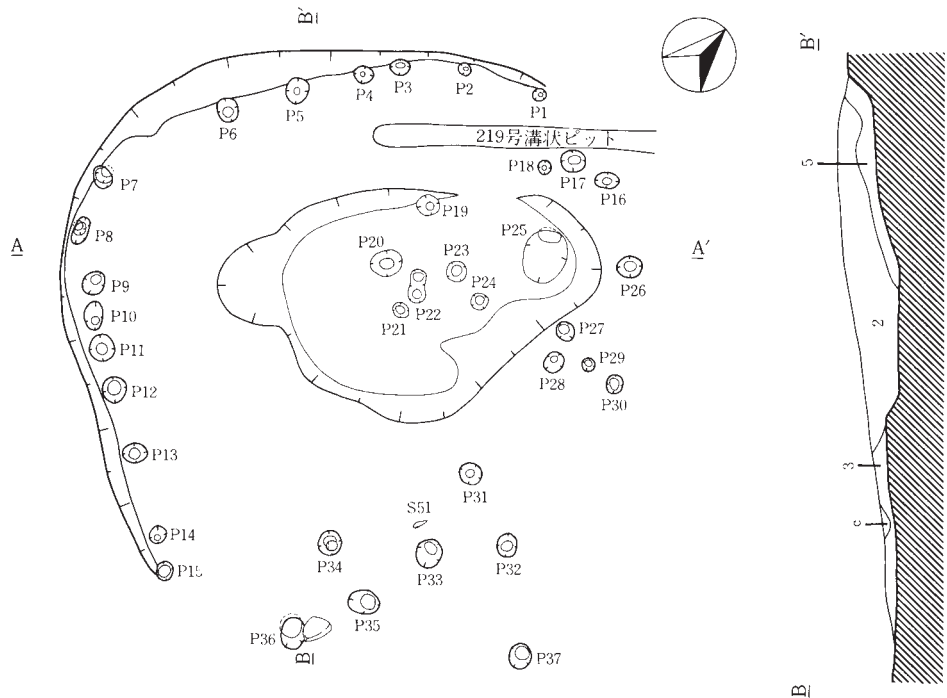 B'
P1
P2
P3
P4
P5
P6
219号溝状ピット
P7
P8
P9
P10
P11
P12
P13
P14
P15
P16
P17
P18
P19
P20
P21
P22
P23
P24
P25
P26
P27
P28
P29
P30
P31
S51
P32
P33
P34
P35
P36
P37
A
A'
B
B'
5
2
3
c
B